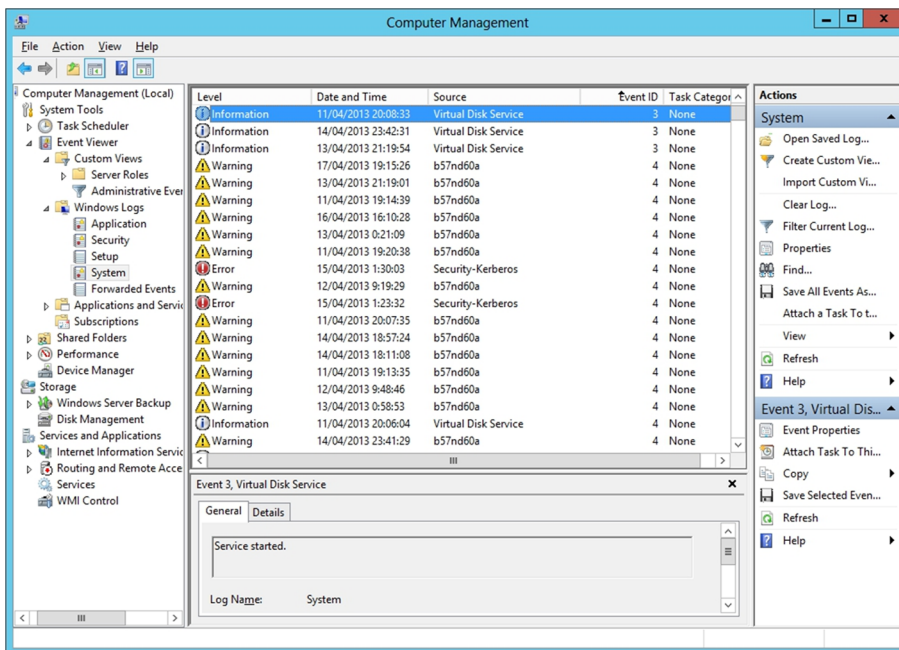 Computer Management
File Action View Help
Computer Management (Local)
System Tools
Task Scheduler
Event Viewer
Custom Views
Server Roles
Administrative Ever
Windows Logs
Application
Security
Setup
System
Forwarded Events
Applications and Servic
Subscriptions
Shared Folders
Performance
Device Manager
Storage
Windows Server Backup
Disk Management
Services and Applications
Internet Information Servic
Routing and Remote Acce
Services
WMI Control
Level Date and Time Source Event ID Task Categor
Information 11/04/2013 20:08:33 Virtual Disk Service 3 None
Information 14/04/2013 23:42:31 Virtual Disk Service 3 None
Information 13/04/2013 21:19:54 Virtual Disk Service 3 None
Warning 17/04/2013 19:15:26 b57nd60a 4 None
Warning 13/04/2013 21:19:01 b57nd60a 4 None
Warning 11/04/2013 19:14:39 b57nd60a 4 None
Warning 16/04/2013 16:10:28 b57nd60a 4 None
Warning 13/04/2013 0:21:09 b57nd60a 4 None
Warning 11/04/2013 19:20:38 b57nd60a 4 None
Error 15/04/2013 1:30:03 Security-Kerberos 4 None
Warning 12/04/2013 9:19:29 b57nd60a 4 None
Error 15/04/2013 1:23:32 Security-Kerberos 4 None
Warning 11/04/2013 20:07:35 b57nd60a 4 None
Warning 14/04/2013 18:57:24 b57nd60a 4 None
Warning 14/04/2013 18:11:08 b57nd60a 4 None
Warning 11/04/2013 19:13:35 b57nd60a 4 None
Warning 12/04/2013 9:48:46 b57nd60a 4 None
Warning 13/04/2013 0:58:53 b57nd60a 4 None
Information 11/04/2013 20:06:04 Virtual Disk Service 4 None
Warning 14/04/2013 23:41:29 b57nd60a 4 None
Event 3, Virtual Disk Service
General Details
Service started.
Log Name: System
Actions
System
Open Saved Log...
Create Custom Vie...
Import Custom Vi...
Clear Log...
Filter Current Log...
Properties
Find...
Save All Events As...
Attach a Task To t...
View
Refresh
Help
Event 3, Virtual Dis...
Event Properties
Attach Task To Thi...
Copy
Save Selected Even...
Refresh
Help